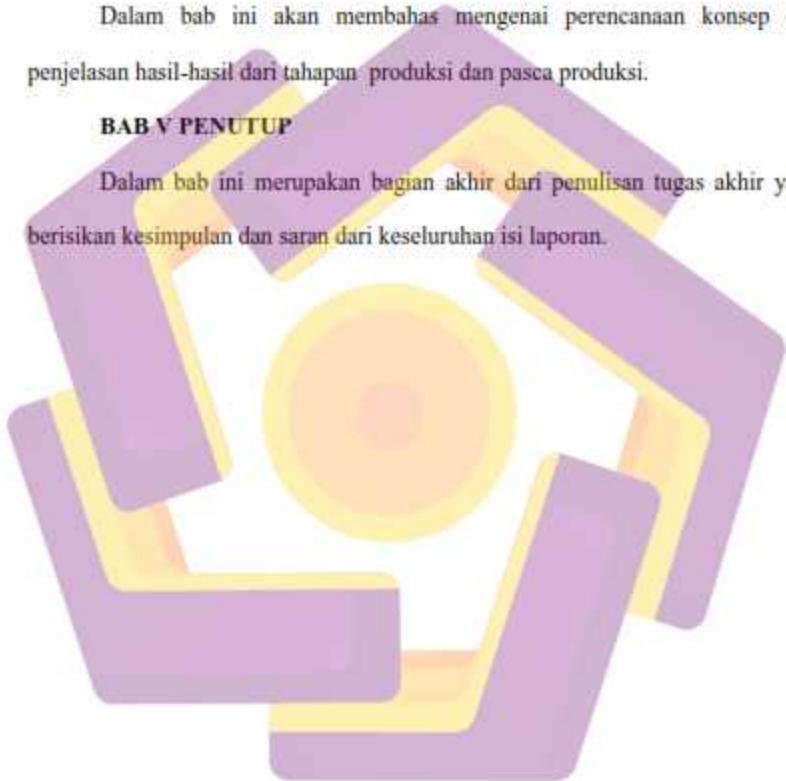 Dalam bab ini akan membahas mengenai perencanaan konsep
penjelasan hasil-hasil dari tahapan produksi dan pasca produksi.
BAB V PENUTUP
Dalam bab ini merupakan bagian akhir dari penulisan tugas akhir
berisikan kesimpulan dan saran dari keseluruhan isi laporan.